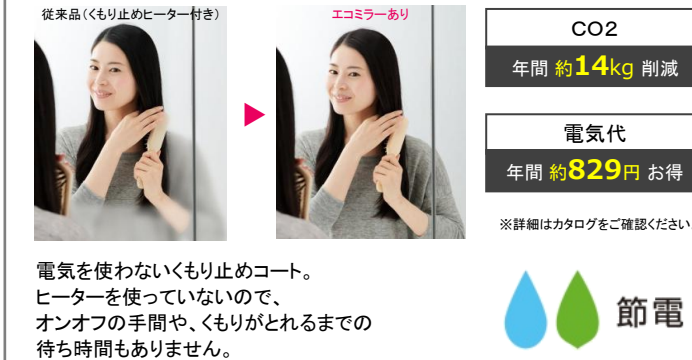 従来品(くもり止めヒーター付き)
エコミラーあり
CO2
年間 約14kg 削減
電気代
年間 約829円 お得
※詳細はカタログをご確認ください
電気を使わないくもり止めコート。
ヒーターを使っていないので、
オンオフの手間や、くもりがとれるまでの
待ち時間もありません。
節電